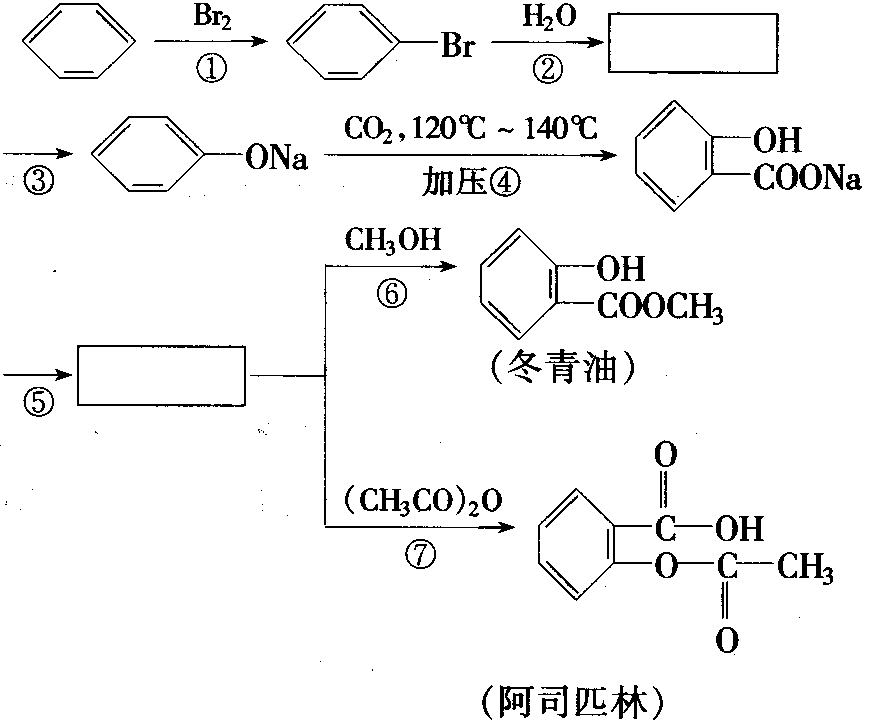 Br₂ H₂O
① Br ②
CO₂,120℃ ~ 140℃ OH
③ ONa 加压④ COONa
CH₃OH OH
⑥ COOCH₃
(冬青油)
⑤
O
(CH₃CO)₂O C OH
⑦ O C CH₃
O
(阿司匹林)